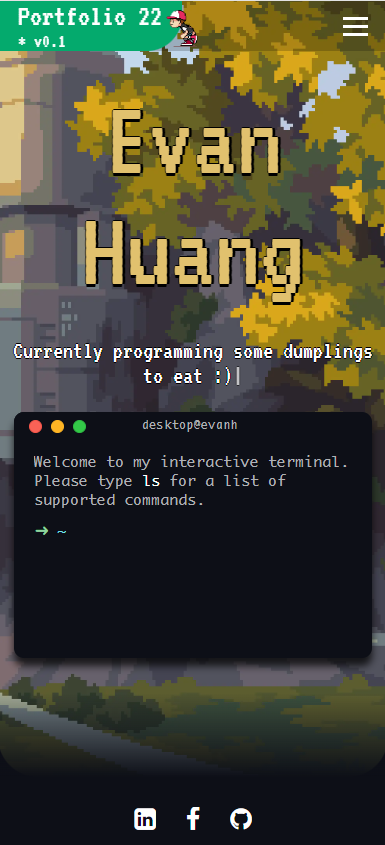 Portfolio 22
* v0.1
Evan
Huang
Currently programming some dumplings
to eat :)|
desktop@evanh
Welcome to my interactive terminal.
Please type ls for a list of
supported commands.
➜ ~